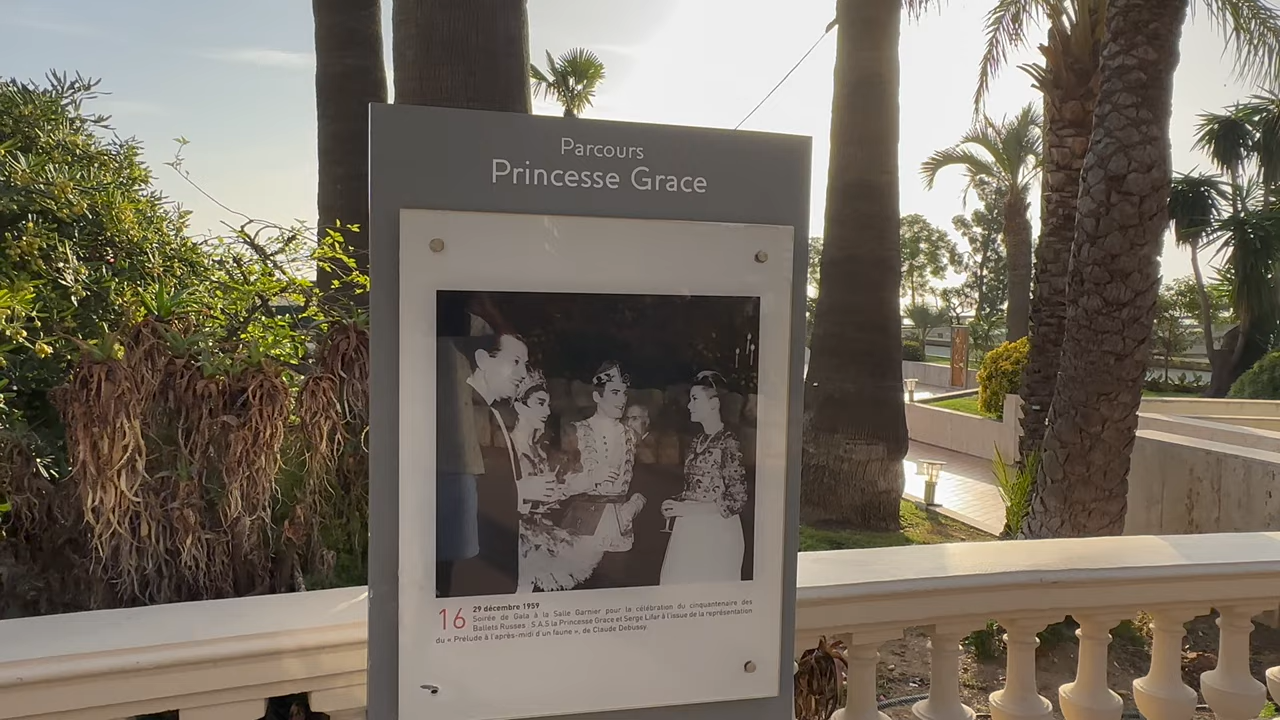 Parcours
Princesse Grace
16 29 décembre 1959
Soirée de Gala à la Salle Garnier pour la célébration du cinquantenaire des
Ballets Russes : S.A.S la Princesse Grace et Serge Lifar à l'issue de la représentation
du « Prélude à l'après-midi d'un faune », de Claude Debussy.